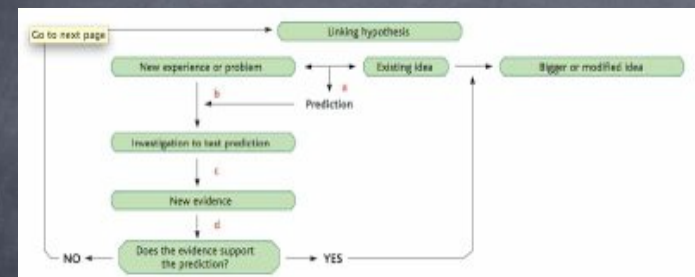 Go to next page
Linking hypothesis
New experience or problem
Existing idea
Bigger or modified idea
a
b
Prediction
Investigation to test prediction
c
New evidence
d
NO
Does the evidence support
the prediction?
YES